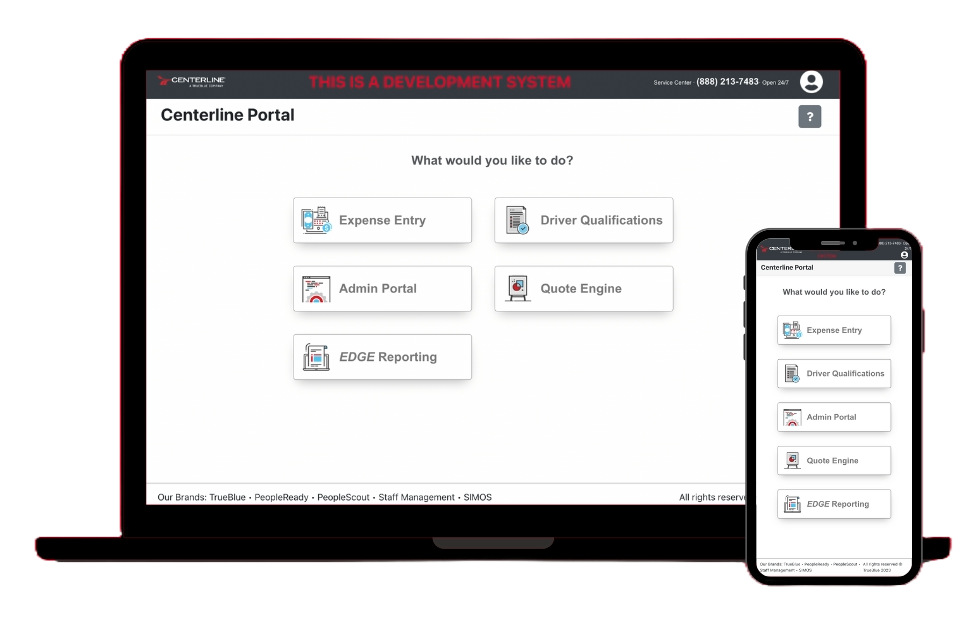 CENTERLINE
THIS IS A DEVELOPMENT SYSTEM
Service Center - (888) 213-7483 Open 24/7
Centerline Portal
?
What would you like to do?
Expense Entry
Driver Qualifications
Admin Portal
Quote Engine
EDGE Reporting
Our Brands: TrueBlue • PeopleReady • PeopleScout • Staff Management • SIMOS
All rights reserv
Centerline Portal
?
What would you like to do?
Expense Entry
Driver Qualifications
Admin Portal
Quote Engine
EDGE Reporting
Our Brands: TrueBlue • PeopleReady • PeopleScout •
Staff Management • SIMOS
All rights reserved ©
TrueBlue 2023